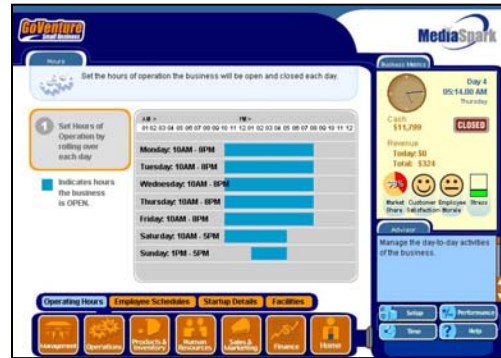 GoVenture
Small Business
MediaSpark
Hours
Set the hours of operation the business will be open and closed each day.
1
Set Hours of
Operation by
rolling over
each day
Indicates hours
the business
is OPEN.
AM > PM >
01 02 03 04 05 06 07 08 09 10 11 12 01 02 03 04 05 06 07 08 09 10 11 12
Monday: 10AM - 8PM
Tuesday: 10AM - 8PM
Wednesday: 10AM - 8PM
Thursday: 10AM - 8PM
Friday: 10AM - 8PM
Saturday: 10AM - 5PM
Sunday: 1PM - 5PM
Operating Hours Employee Schedules Startup Details Facilities
Management Operations Products & Inventory Human Resources Sales & Marketing Finance Home
Business Metrics
Day 4
05:14.00 AM
Thursday
Cash
$11,799
CLOSED
Revenue
Today: $0
Total: $324
Market Customer Employee Stress
Share Satisfaction Morale
Advisor
Manage the day-to-day activities
of the business.
Setup Performance
Time Help